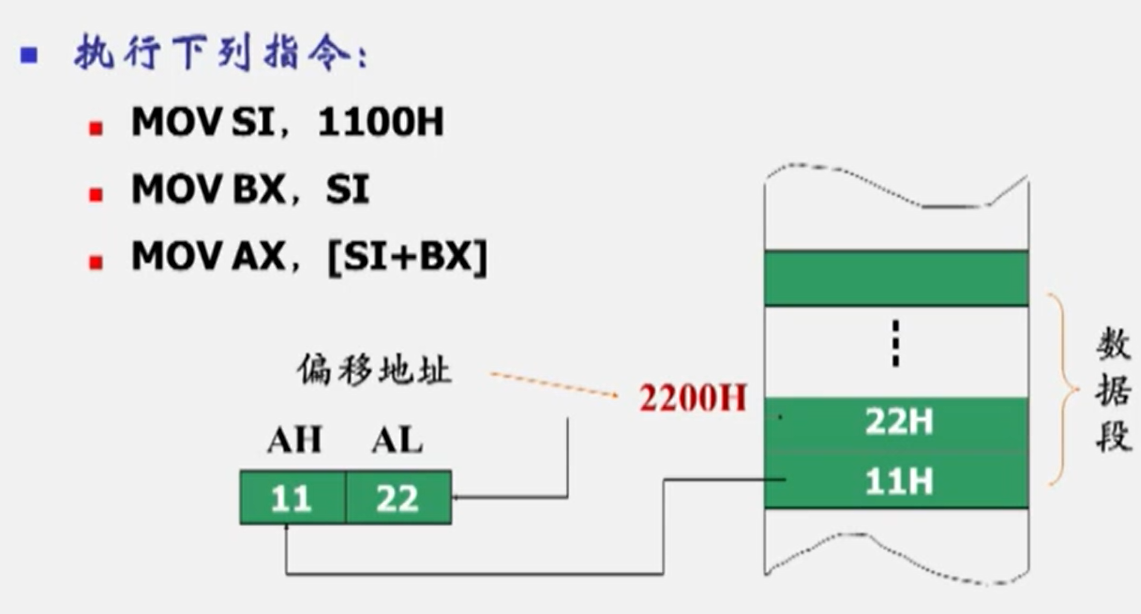 执行下列指令:
MOV SI，1100H
MOV BX，SI
MOV AX，[SI+BX]
偏移地址
2200H
22H
11H
AH AL
11 22
数据段